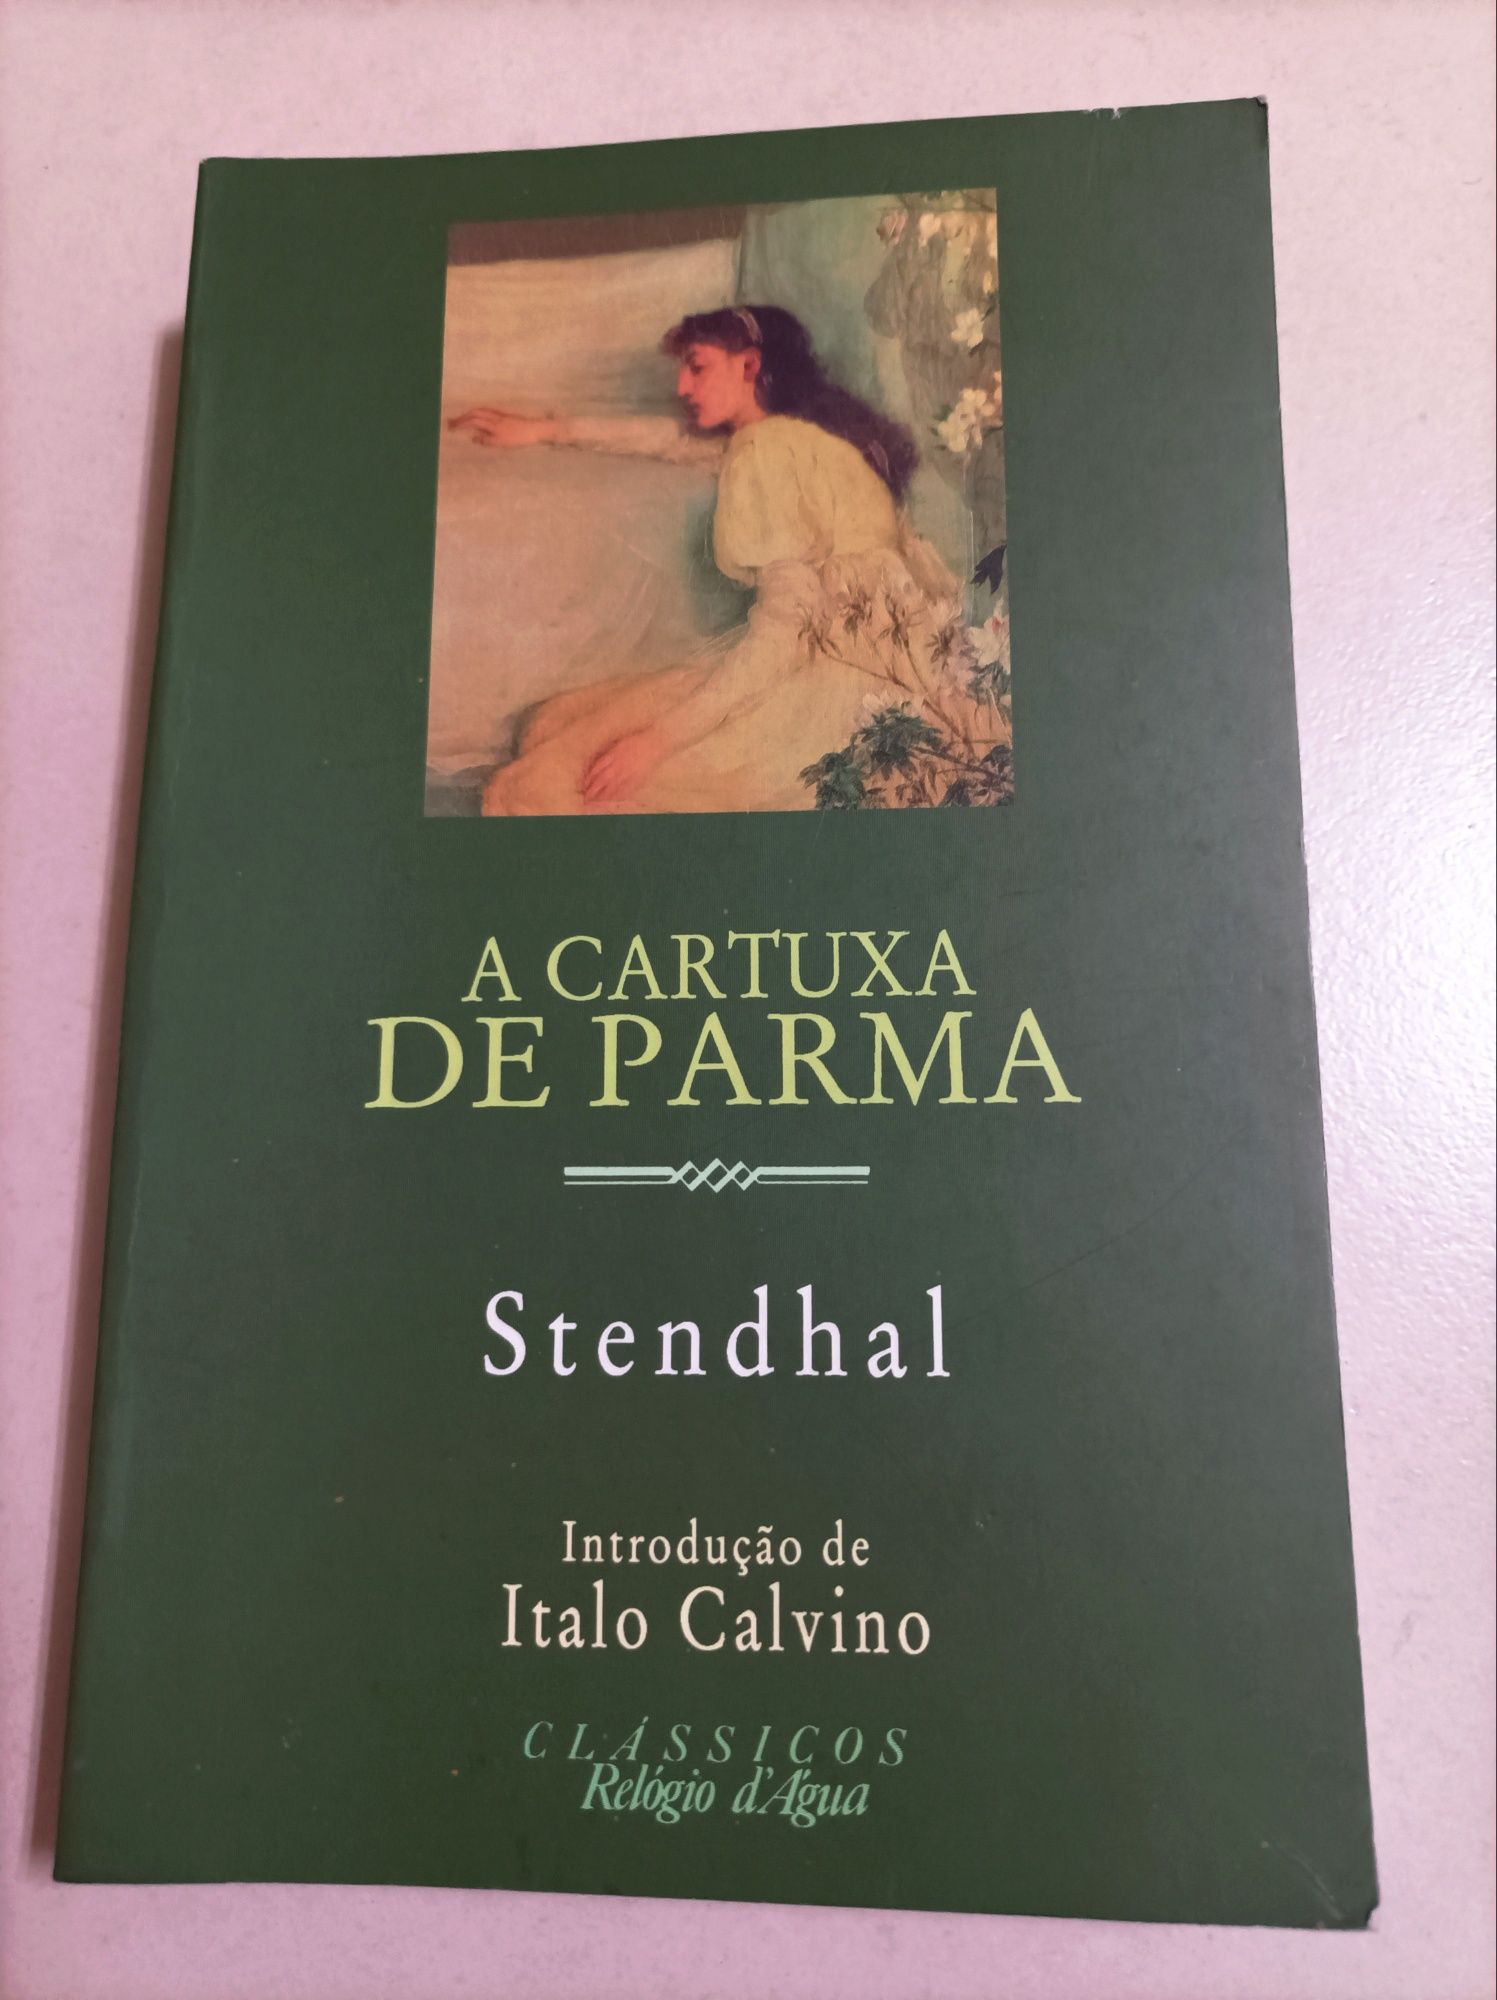 A CARTUXA
DE PARMA
Stendhal
Introdução de
Italo Calvino
CLÁSSICOS
Relógio d'Água